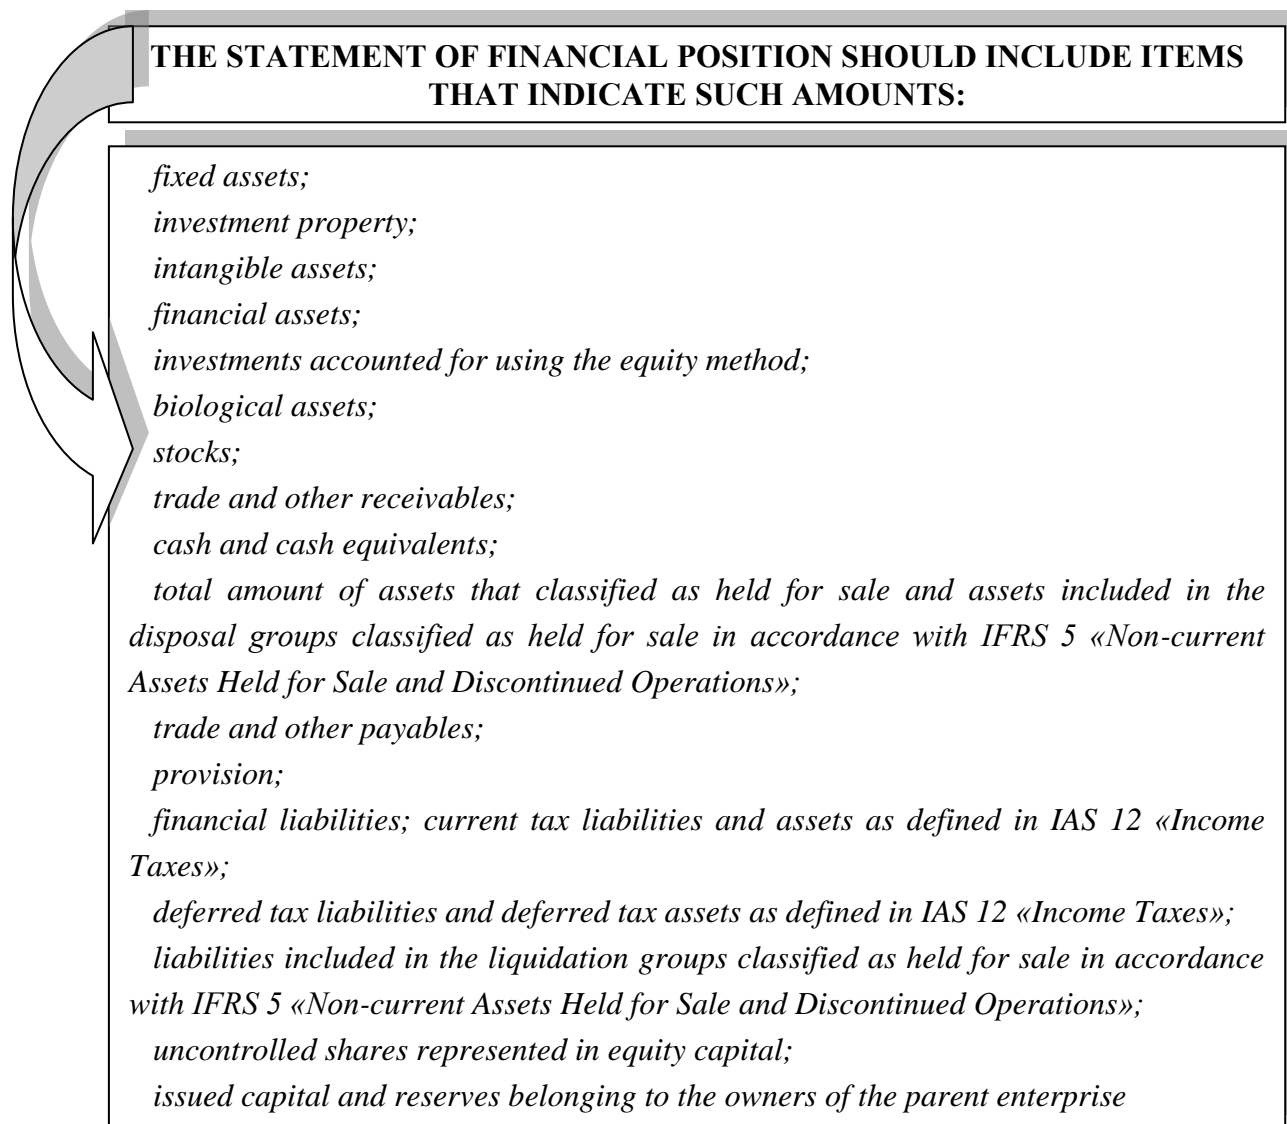 THE STATEMENT OF FINANCIAL POSITION SHOULD INCLUDE ITEMS
THAT INDICATE SUCH AMOUNTS:
fixed assets;
investment property;
intangible assets;
financial assets;
investments accounted for using the equity method;
biological assets;
stocks;
trade and other receivables;
cash and cash equivalents;
total amount of assets that classified as held for sale and assets included in the
disposal groups classified as held for sale in accordance with IFRS 5 «Non-current
Assets Held for Sale and Discontinued Operations»;
trade and other payables;
provision;
financial liabilities; current tax liabilities and assets as defined in IAS 12 «Income
Taxes»;
deferred tax liabilities and deferred tax assets as defined in IAS 12 «Income Taxes»;
liabilities included in the liquidation groups classified as held for sale in accordance
with IFRS 5 «Non-current Assets Held for Sale and Discontinued Operations»;
uncontrolled shares represented in equity capital;
issued capital and reserves belonging to the owners of the parent enterprise